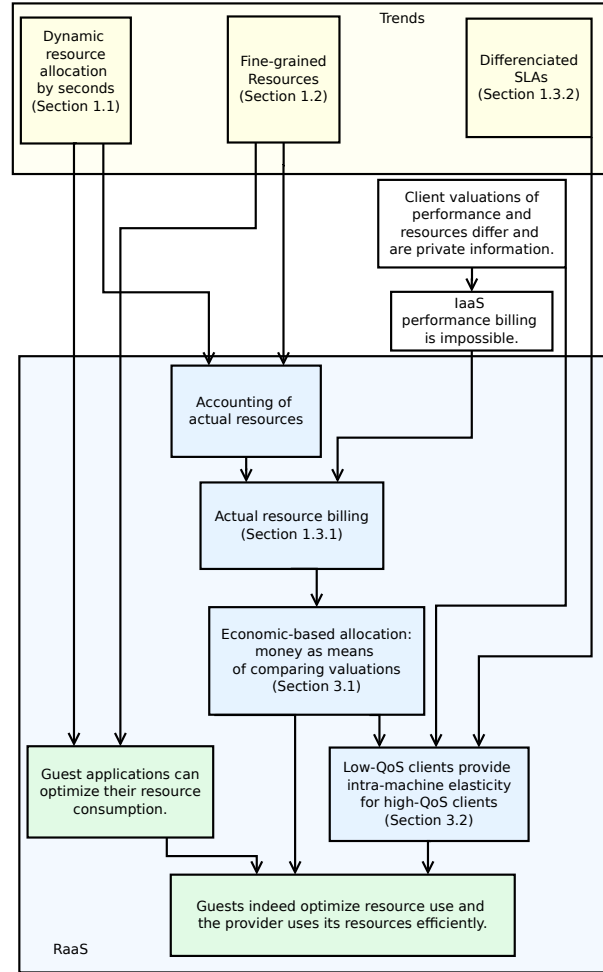 Trends
Dynamic
resource
allocation
by seconds
(Section 1.1)
Fine-grained
Resources
(Section 1.2)
Differenciated
SLAs
(Section 1.3.2)
Client valuations of
performance and
resources differ and
are private information.
IaaS
performance billing
is impossible.
Accounting of
actual resources
Actual resource billing
(Section 1.3.1)
Economic-based allocation:
money as means
of comparing valuations
(Section 3.1)
Guest applications can
optimize their resource
consumption.
Low-QoS clients provide
intra-machine elasticity
for high-QoS clients
(Section 3.2)
Guests indeed optimize resource use and
the provider uses its resources efficiently.
RaaS